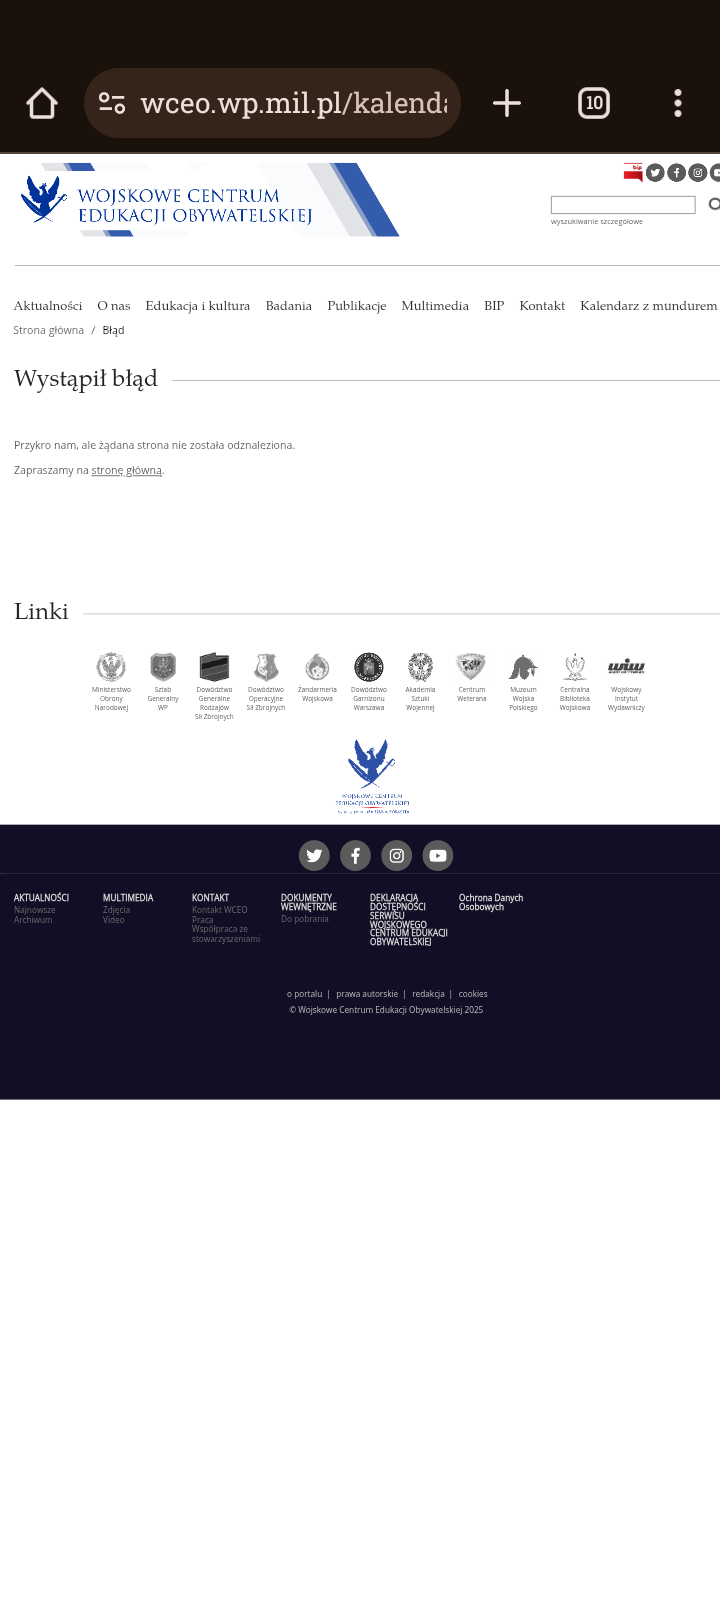 wceo.wp.mil.pl/kalenda
10
WOJSKOWE CENTRUM
EDUKACJI OBYWATELSKIEJ
bip
wyszukiwanie szczegółowe
Aktualności O nas Edukacja i kultura Badania Publikacje Multimedia BIP Kontakt Kalendarz z mundurem
Strona główna / Błąd
Wystąpił błąd
Przykro nam, ale żądana strona nie została odznaleziona.
Zapraszamy na stronę główną.
Linki
Ministerstwo Obrony Narodowej
Sztab Generalny WP
Dowództwo Generalne Rodzajów Sił Zbrojnych
Dowództwo Operacyjne Sił Zbrojnych
Żandarmeria Wojskowa
Dowództwo Garnizonu Warszawa
Akademia Sztuki Wojennej
Centrum Weterana
Muzeum Wojska Polskiego
Centralna Biblioteka Wojskowa
Wojskowy Instytut Wydawniczy
WOJSKOWE CENTRUM
EDUKACJI OBYWATELSKIEJ
AKTUALNOŚCI
Najnowsze
Archiwum
MULTIMEDIA
Zdjęcia
Video
KONTAKT
Kontakt WCEO
Praca
Współpraca ze
stowarzyszeniami
DOKUMENTY
WEWNĘTRZNE
Do pobrania
DEKLARACJA
DOSTĘPNOŚCI
SERWISU
WOJSKOWEGO
CENTRUM EDUKACJI
OBYWATELSKIEJ
Ochrona Danych
Osobowych
o portalu | prawa autorskie | redakcja | cookies
© Wojskowe Centrum Edukacji Obywatelskiej 2025